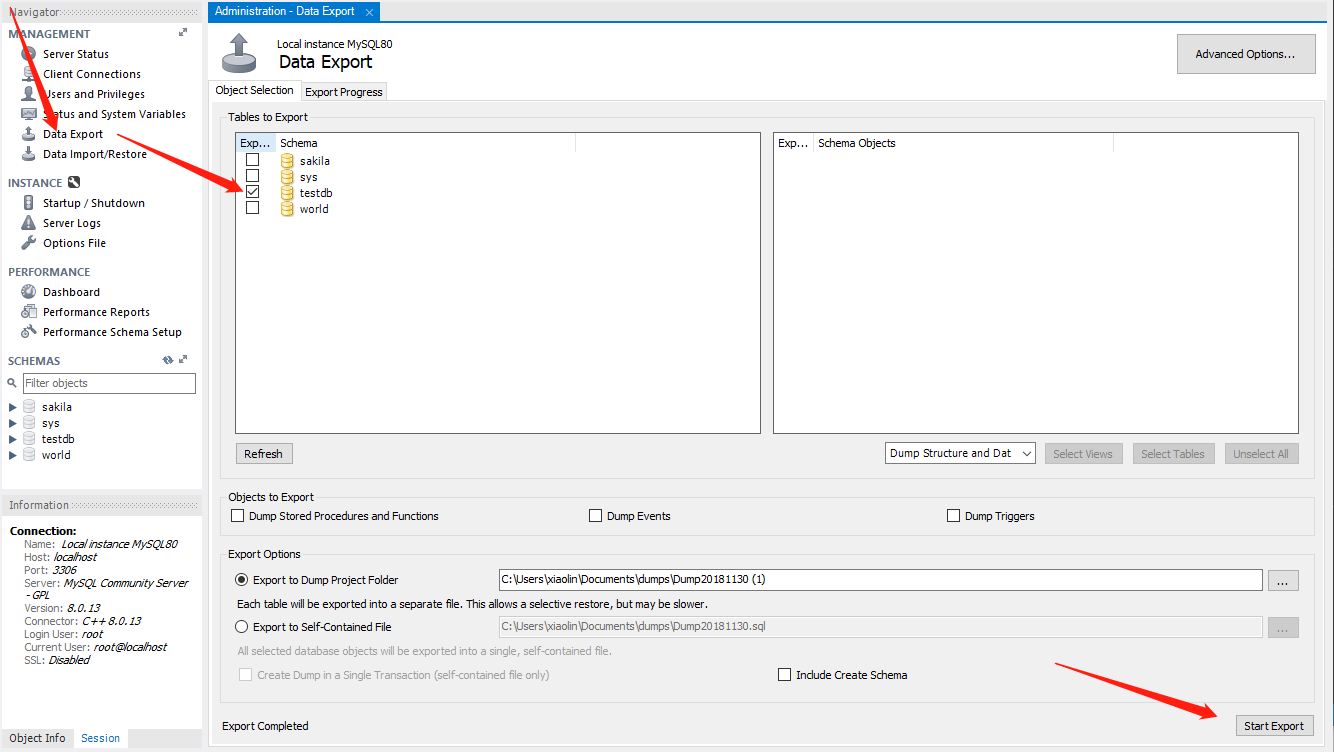 Navigator
MANAGEMENT
Server Status
Client Connections
Users and Privileges
Status and System Variables
Data Export
Data Import/Restore
INSTANCE
Startup / Shutdown
Server Logs
Options File
PERFORMANCE
Dashboard
Performance Reports
Performance Schema Setup
SCHEMAS
Filter objects
sakila
sys
testdb
world
Information
Connection:
Name: Local instance MySQL80
Host: localhost
Port: 3306
Server: MySQL Community Server
- GPL
Version: 8.0.13
Connector: C++ 8.0.13
Login User: root
Current User: root@localhost
SSL: Disabled
Object Info Session
Administration - Data Export
Local instance MySQL80
Data Export
Advanced Options...
Object Selection Export Progress
Tables to Export
Exp... Schema
sakila
sys
testdb
world
Exp... Schema Objects
Refresh
Dump Structure and Dat
Select Views
Select Tables
Unselect All
Objects to Export
Dump Stored Procedures and Functions
Dump Events
Dump Triggers
Export Options
Export to Dump Project Folder
C:\Users\xiaolin\Documents\dumps\Dump20181130 (1)
...
Each table will be exported into a separate file. This allows a selective restore, but may be slower.
Export to Self-Contained File
C:\Users\xiaolin\Documents\dumps\Dump20181130.sql
...
All selected database objects will be exported into a single, self-contained file.
Create Dump in a Single Transaction (self-contained file only)
Include Create Schema
Export Completed
Start Export